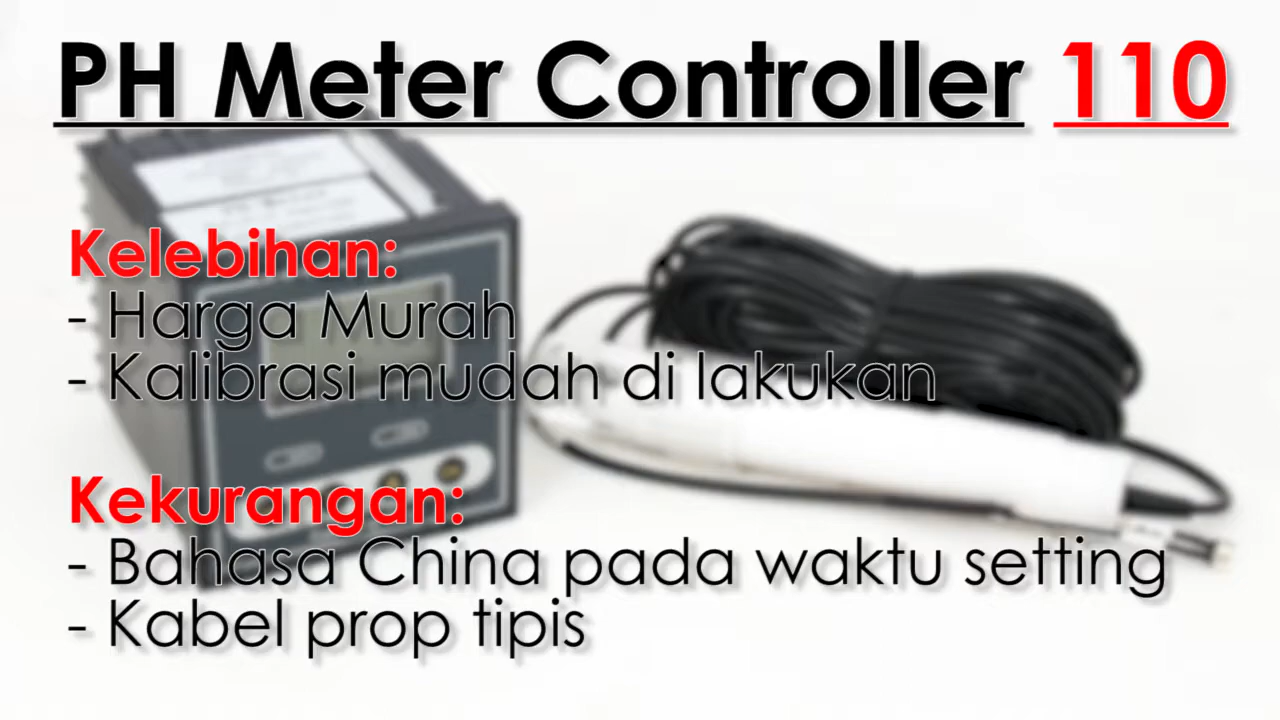 PH Meter Controller 110
Kelebihan:
- Harga Murah
- Kalibrasi mudah di lakukan
Kekurangan:
- Bahasa China pada waktu setting
- Kabel prop tipis